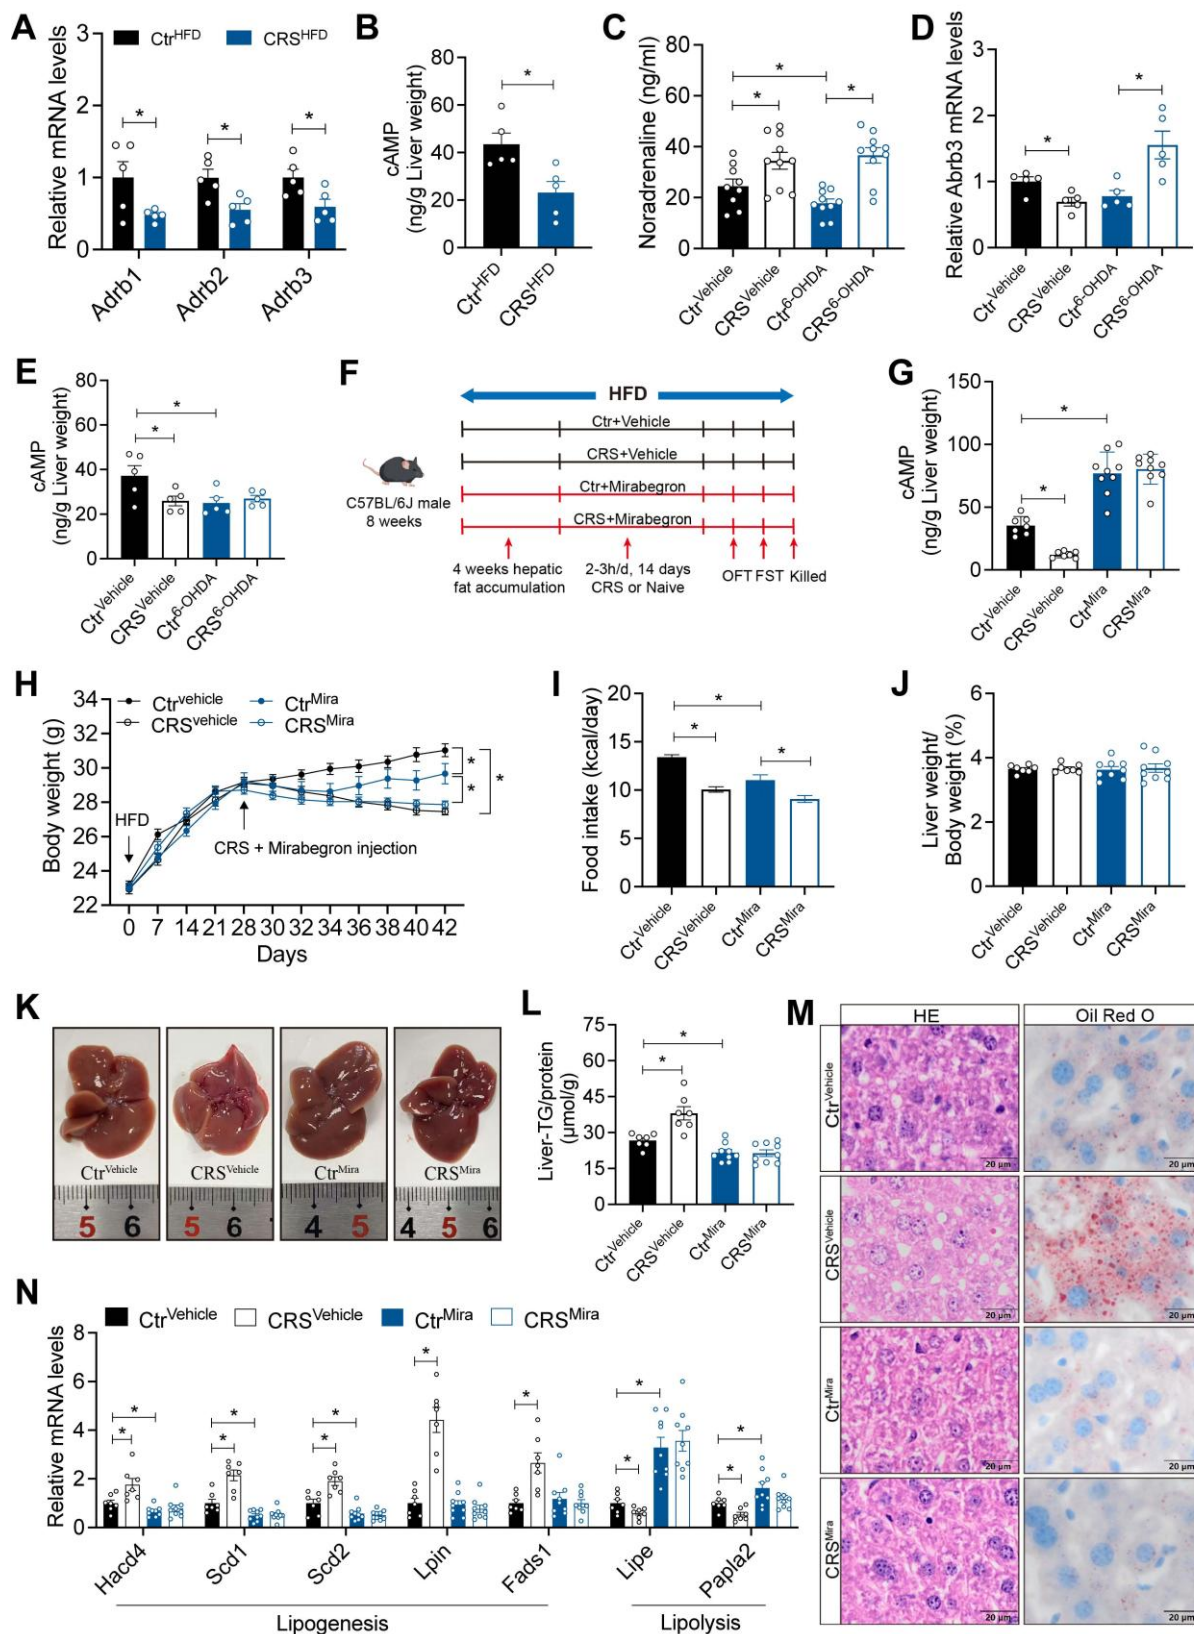 A
Relative mRNA levels
3
2
1
0
Ctr^HFD
CRS^HFD
*
*
*
Adrb1
Adrb2
Adrb3
B
cAMP
(ng/g Liver weight)
80
60
40
20
0
*
Ctr^HFD
CRS^HFD
C
Noradrenaline (ng/ml)
80
60
40
20
0
*
*
*
Ctr^Vehicle
CRS^Vehicle
Ctr^6-OHDA
CRS^6-OHDA
D
Relative Abrb3 mRNA levels
3
2
1
0
*
*
Ctr^Vehicle
CRS^Vehicle
Ctr^6-OHDA
CRS^6-OHDA
E
cAMP
(ng/g Liver weight)
80
60
40
20
0
*
*
Ctr^Vehicle
CRS^Vehicle
Ctr^6-OHDA
CRS^6-OHDA
F
HFD
Ctr+Vehicle
CRS+Vehicle
Ctr+Mirabegron
CRS+Mirabegron
C57BL/6J male
8 weeks
4 weeks hepatic
fat accumulation
2-3h/d, 14 days
CRS or Naive
OFT
FST
Killed
G
cAMP
(ng/g Liver weight)
150
100
50
0
*
*
Ctr^Vehicle
CRS^Vehicle
Ctr^Mira
CRS^Mira
H
Body weight (g)
34
32
30
28
26
24
22
Ctr^vehicle
CRS^vehicle
Ctr^Mira
CRS^Mira
HFD
CRS + Mirabegron injection
*
*
*
0 7 14 21 28 30 32 34 36 38 40 42
Days
I
Food intake (kcal/day)
20
15
10
5
0
*
*
*
Ctr^Vehicle
CRS^Vehicle
Ctr^Mira
CRS^Mira
J
Liver weight/
Body weight (%)
6
4
2
0
Ctr^Vehicle
CRS^Vehicle
Ctr^Mira
CRS^Mira
K
Ctr^Vehicle
5 6
CRS^Vehicle
5 6
Ctr^Mira
4 5
CRS^Mira
4 5 6
L
Liver-TG/protein
(μmol/g)
75
60
45
30
15
0
*
*
Ctr^Vehicle
CRS^Vehicle
Ctr^Mira
CRS^Mira
M
HE
Oil Red O
Ctr^Vehicle
20 μm
20 μm
CRS^Vehicle
20 μm
20 μm
Ctr^Mira
20 μm
20 μm
CRS^Mira
20 μm
20 μm
N
Relative mRNA levels
8
6
4
2
0
Ctr^Vehicle
CRS^Vehicle
Ctr^Mira
CRS^Mira
*
*
*
*
*
*
*
*
*
*
*
*
Hacd4
Scd1
Scd2
Lpin
Fads1
Lipe
Papla2
Lipogenesis
Lipolysis